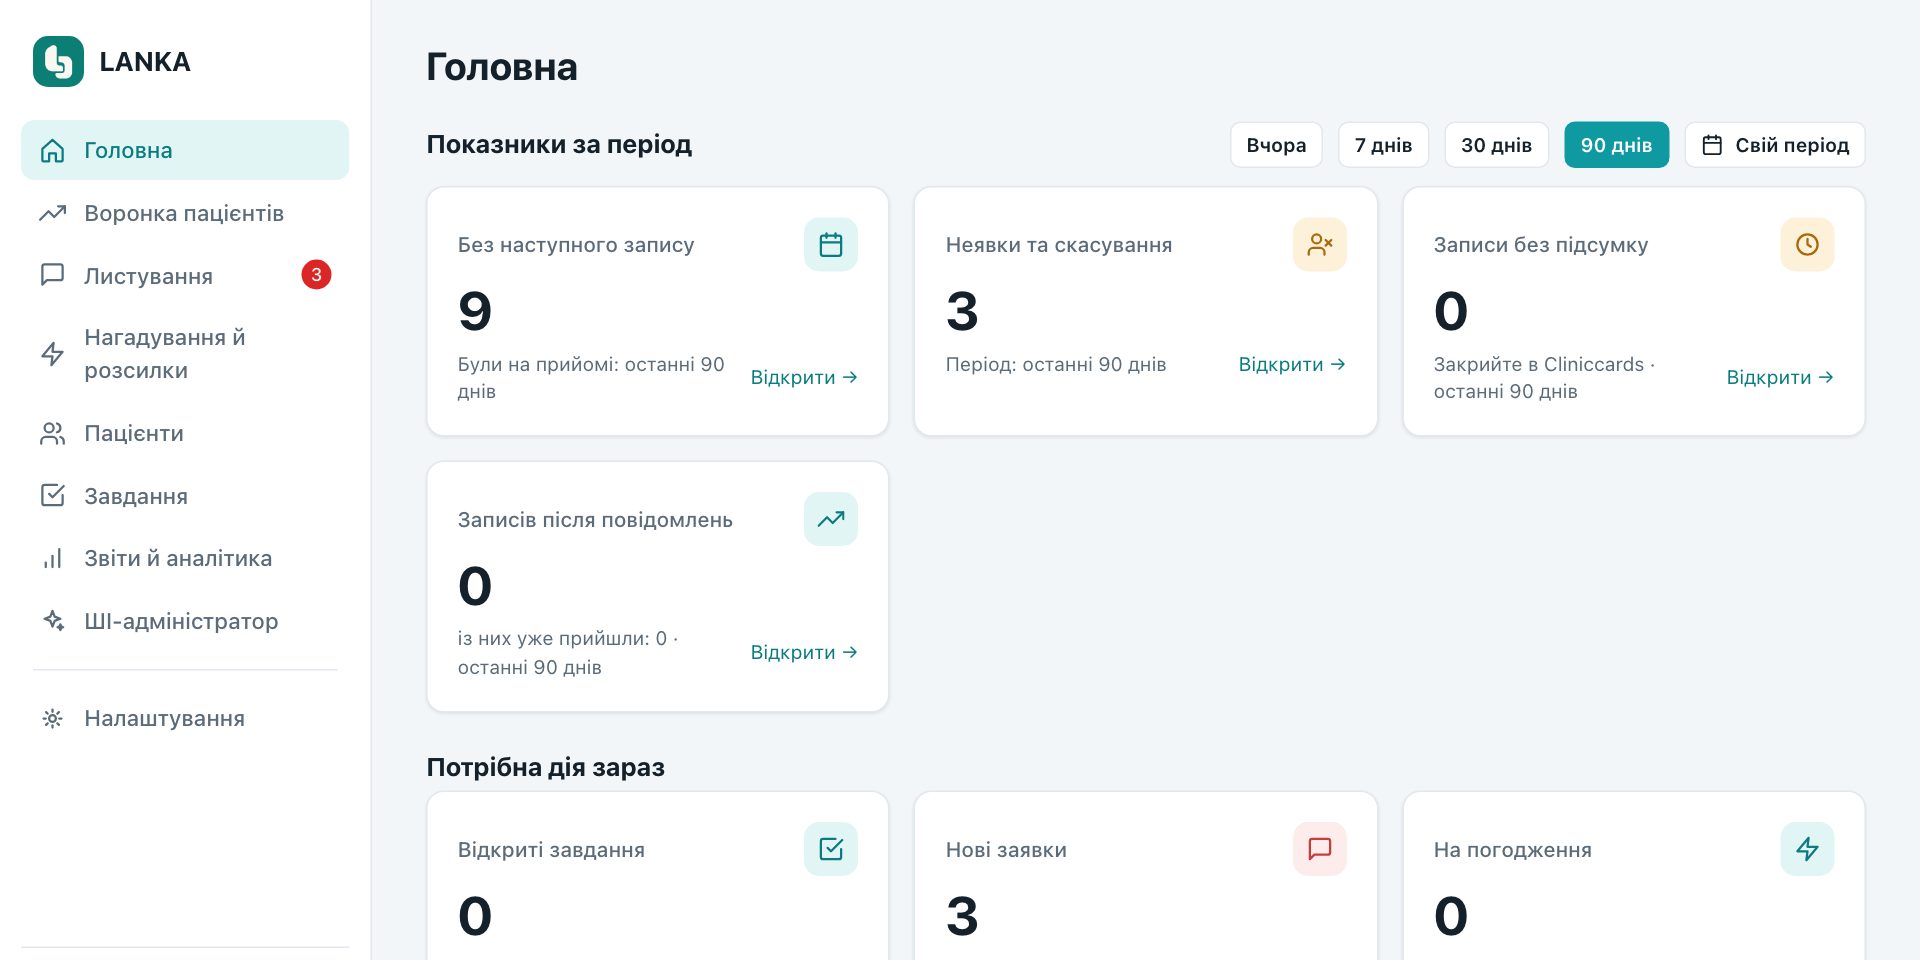 LANKA
Головна
Воронка пацієнтів
Листування
3
Нагадування й
розсилки
Пацієнти
Завдання
Звіти й аналітика
ШІ-адміністратор
Налаштування
Головна
Показники за період
Вчора
7 днів
30 днів
90 днів
Свій період
Без наступного запису
9
Були на прийомі: останні 90
днів
Відкрити →
Неявки та скасування
3
Період: останні 90 днів
Відкрити →
Записи без підсумку
0
Закрийте в Cliniccards ·
останні 90 днів
Відкрити →
Записів після повідомлень
0
із них уже прийшли: 0 ·
останні 90 днів
Відкрити →
Потрібна дія зараз
Відкриті завдання
0
Нові заявки
3
На погодження
0